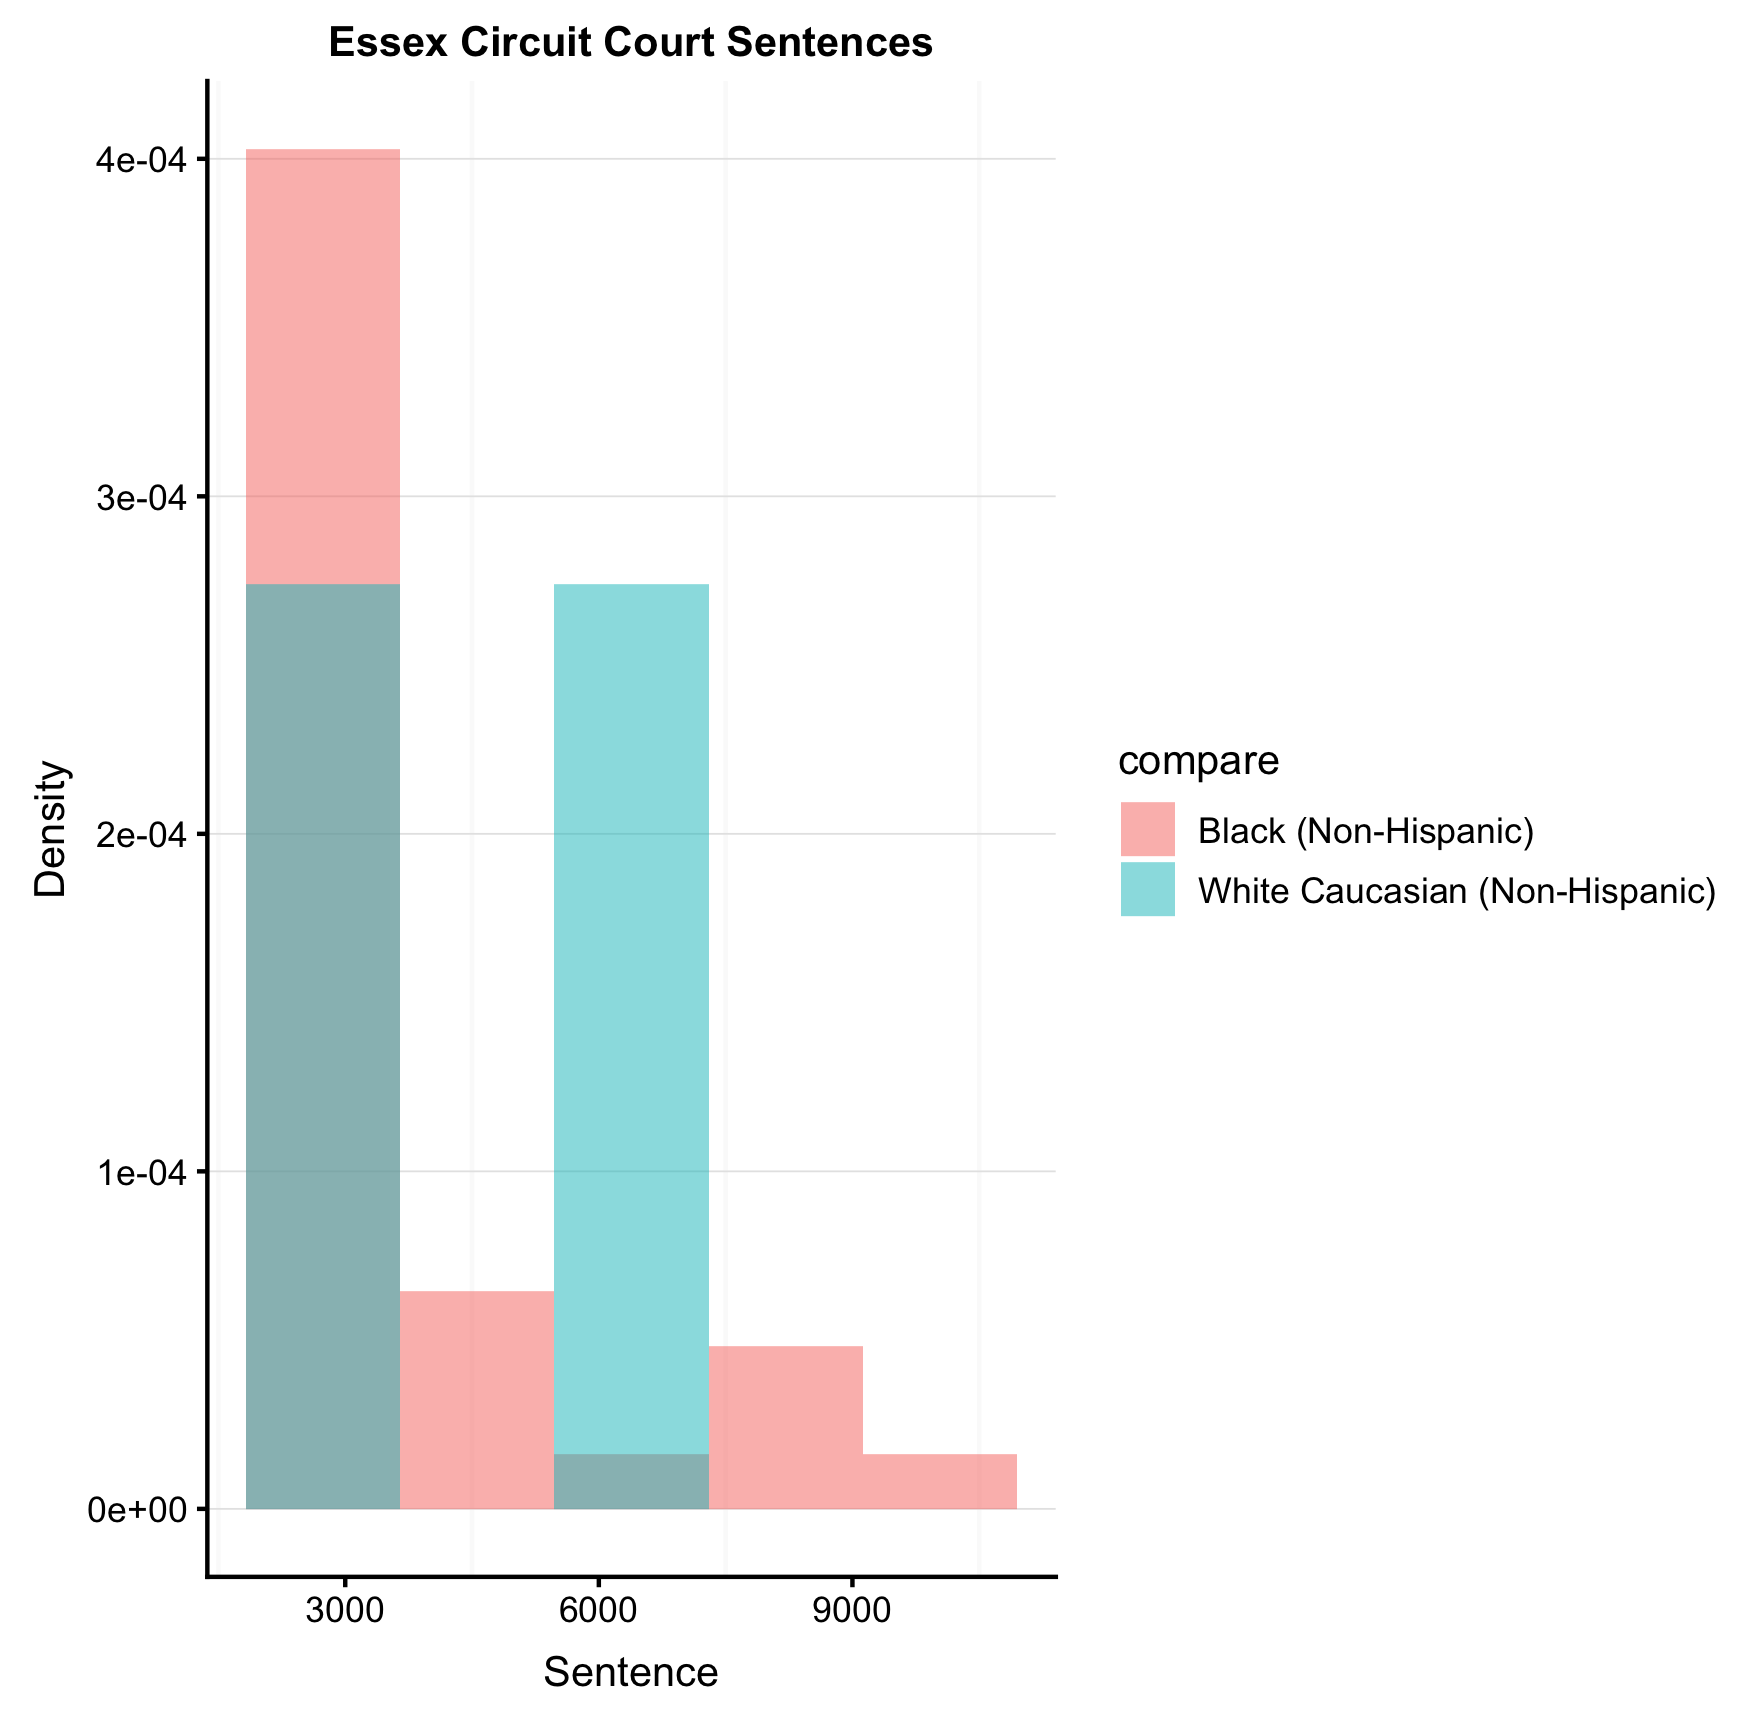 Essex Circuit Court Sentences
4e-04
3e-04
2e-04
1e-04
0e+00
Density
3000 6000 9000
Sentence
compare
Black (Non-Hispanic)
White Caucasian (Non-Hispanic)